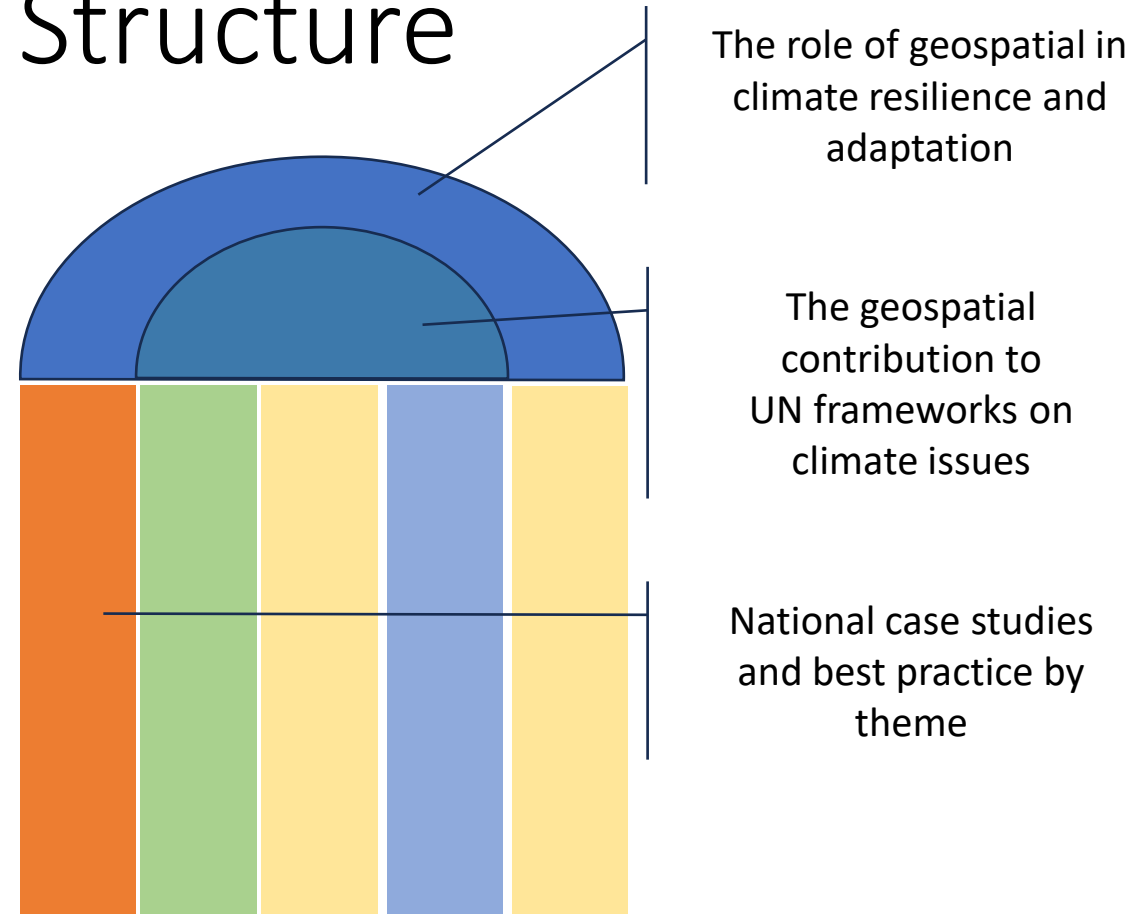 Structure
The role of geospatial in
climate resilience and
adaptation
The geospatial
contribution to
UN frameworks on
climate issues
National case studies
and best practice by
theme